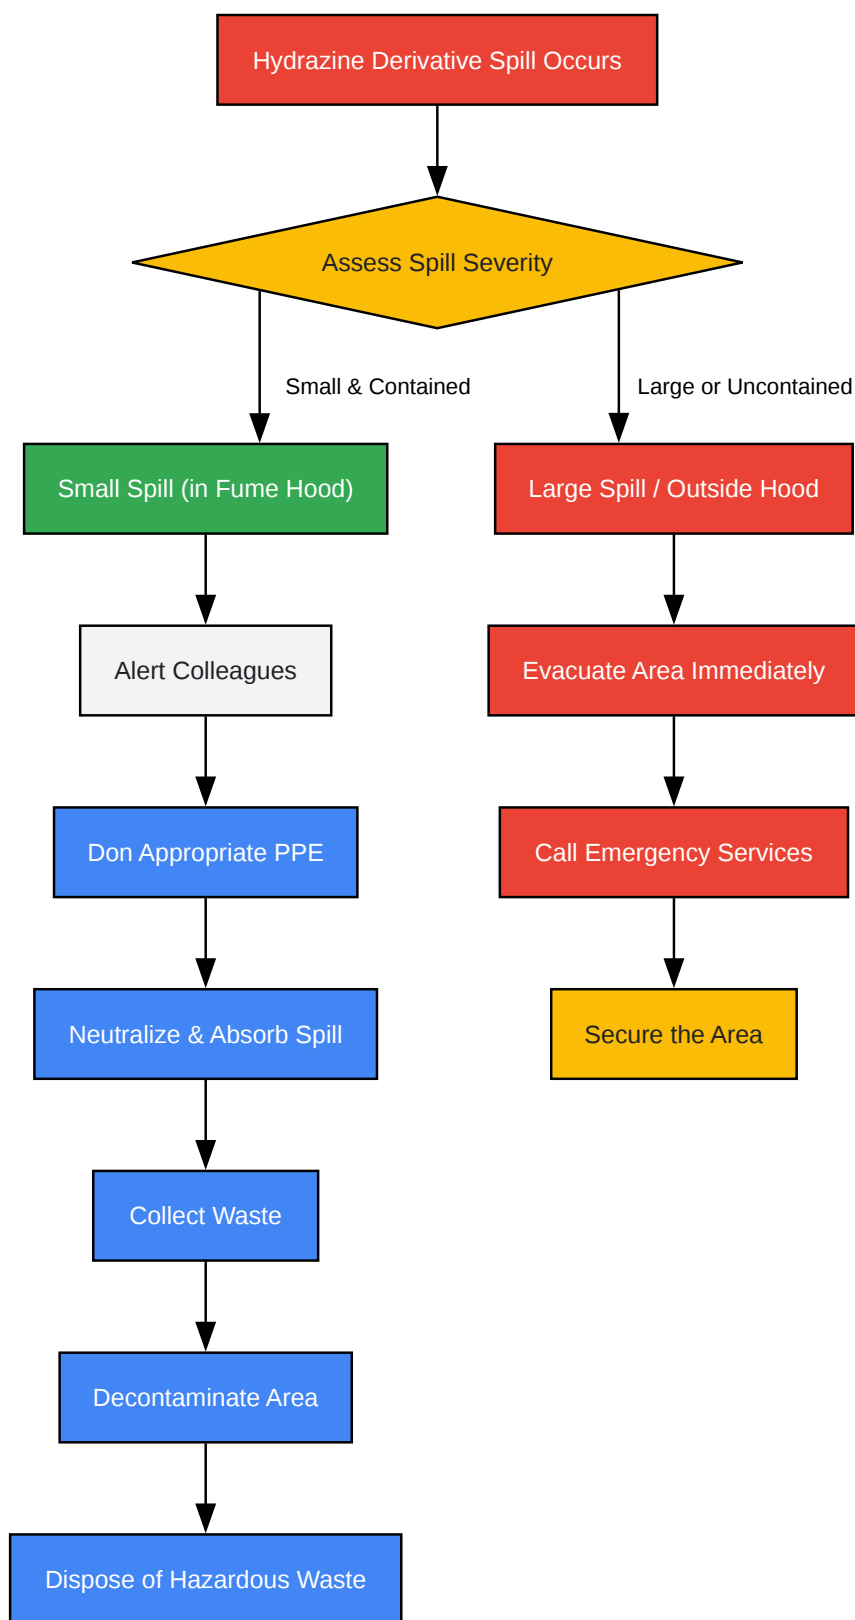 Hydrazine Derivative Spill Occurs
Assess Spill Severity
Small & Contained
Large or Uncontained
Small Spill (in Fume Hood)
Large Spill / Outside Hood
Alert Colleagues
Evacuate Area Immediately
Don Appropriate PPE
Call Emergency Services
Neutralize & Absorb Spill
Secure the Area
Collect Waste
Decontaminate Area
Dispose of Hazardous Waste